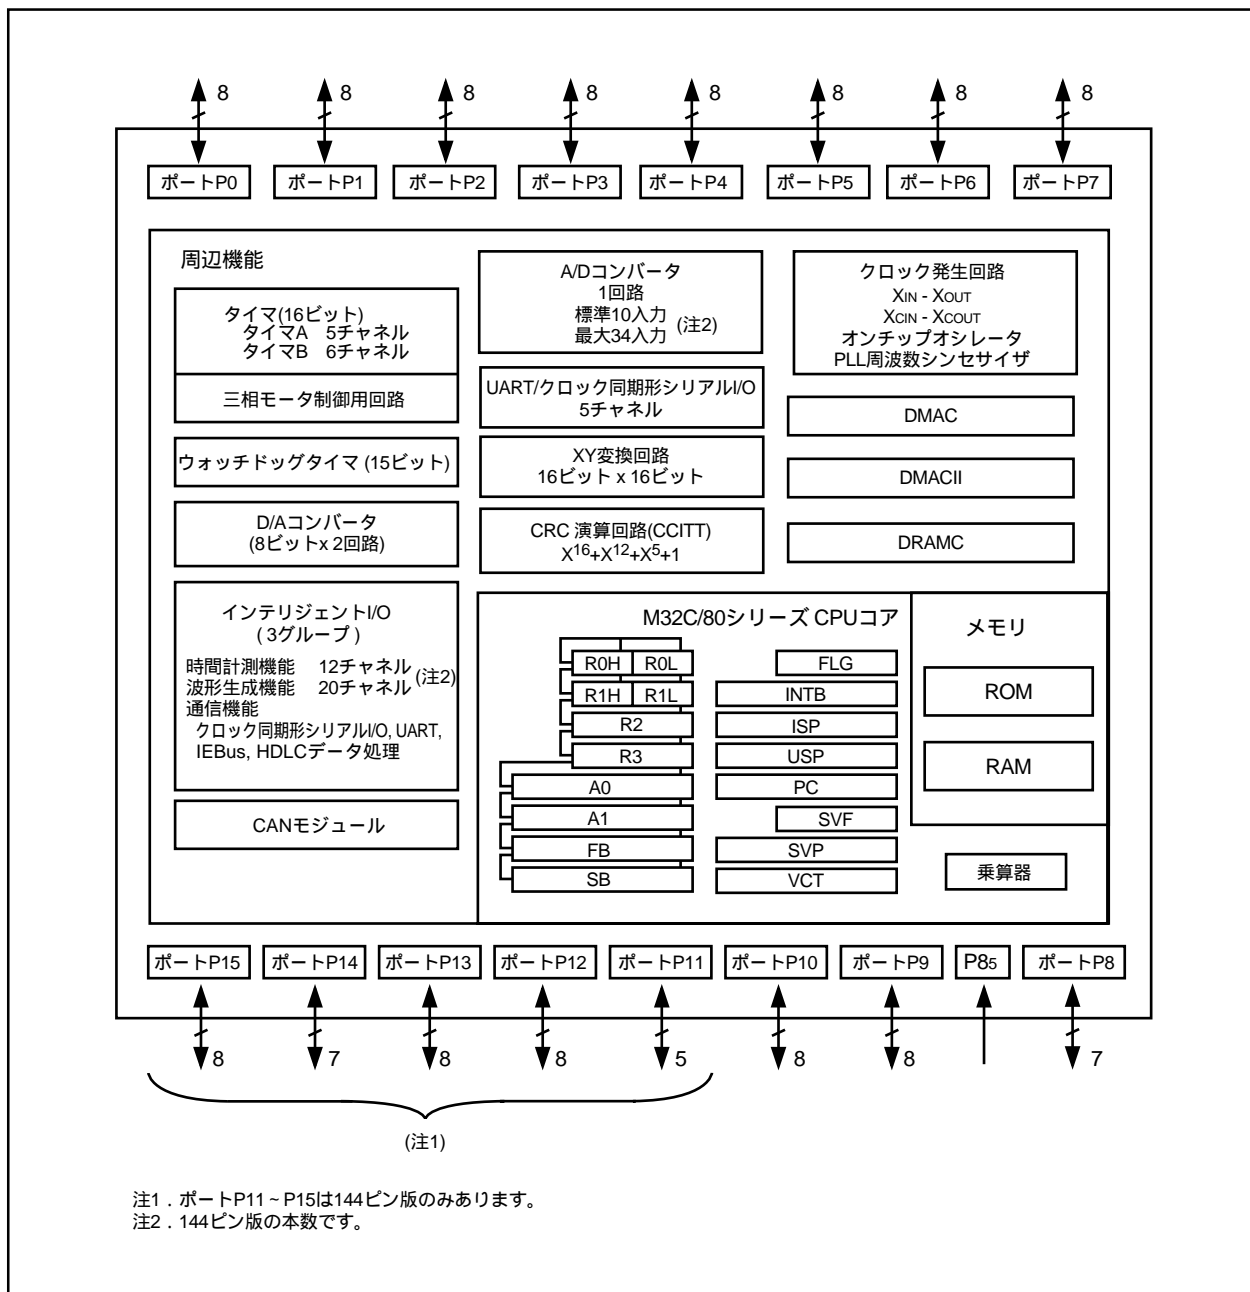 8 8 8 8 8 8 8 8
ポートP0 ポートP1 ポートP2 ポートP3 ポートP4 ポートP5 ポートP6 ポートP7
周辺機能
タイマ(16ビット)
タイマA 5チャネル
タイマB 6チャネル
三相モータ制御用回路
ウォッチドッグタイマ (15ビット)
D/Aコンバータ
(8ビットx 2回路)
インテリジェントI/O
( 3グループ )
時間計測機能 12チャネル
波形生成機能 20チャネル
(注2)
通信機能
クロック同期形シリアルI/O, UART,
IEBus, HDLCデータ処理
CANモジュール
A/Dコンバータ
1回路
標準10入力
最大34入力
(注2)
UART/クロック同期形シリアルI/O
5チャネル
XY変換回路
16ビット x 16ビット
CRC 演算回路(CCITT)
X16+X12+X5+1
クロック発生回路
XIN - XOUT
XCIN - XCOUT
オンチップオシレータ
PLL周波数シンセサイザ
DMAC
DMACII
DRAMC
M32C/80シリーズ CPUコア
R0H R0L
R1H R1L
R2
R3
A0
A1
FB
SB
FLG
INTB
ISP
USP
PC
SVF
SVP
VCT
メモリ
ROM
RAM
乗算器
ポートP15 ポートP14 ポートP13 ポートP12 ポートP11 ポートP10 ポートP9 P85 ポートP8
8 7 8 8 5 8 8 7
(注1)
注1．ポートP11 ~ P15は144ピン版のみあります。
注2．144ピン版の本数です。